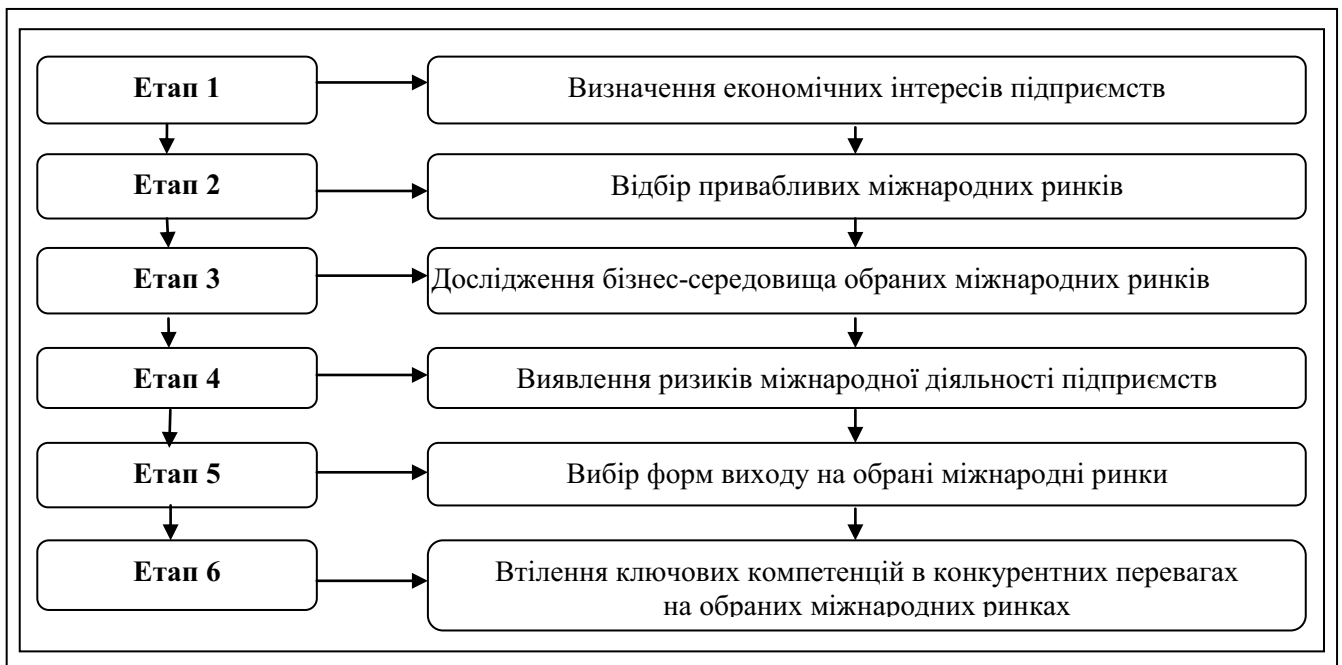 Етап 1
Визначення економічних інтересів підприємств
Етап 2
Відбір привабливих міжнародних ринків
Етап 3
Дослідження бізнес-середовища обраних міжнародних ринків
Етап 4
Виявлення ризиків міжнародної діяльності підприємств
Етап 5
Вибір форм виходу на обрані міжнародні ринки
Етап 6
Втілення ключових компетенцій в конкурентних перевагах
на обраних міжнародних ринках